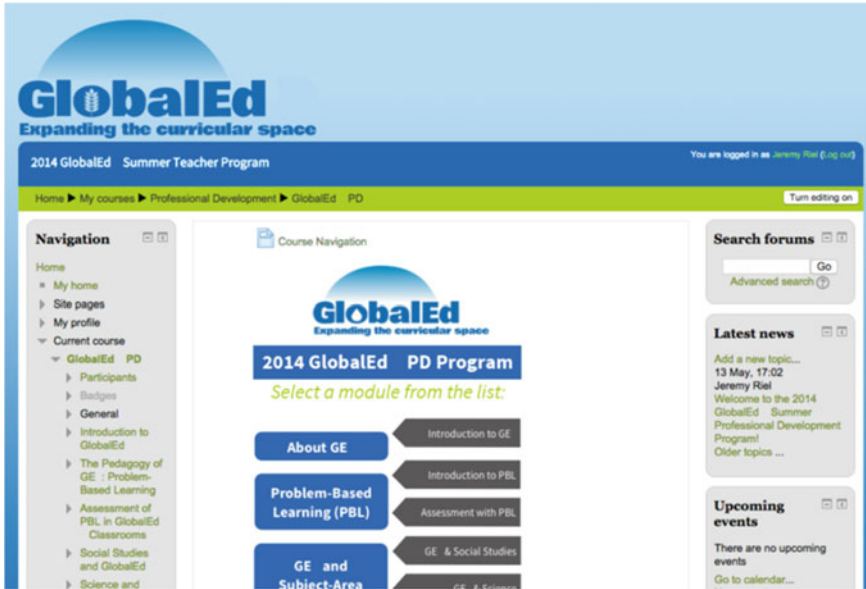 GlobalEd
Expanding the curricular space
2014 GlobalEd Summer Teacher Program
You are logged in as Jeremy Riel (Log out)
Home ► My courses ► Professional Development ► GlobalEd PD
Turn editing on
Navigation
Home
My home
Site pages
My profile
Current course
GlobalEd PD
Participants
Badges
General
Introduction to
GlobalEd
The Pedagogy of
GE : Problem-
Based Learning
Assessment of
PBL in GlobalEd
Classrooms
Social Studies
and GlobalEd
Science and
Course Navigation
GlobalEd
Expanding the curricular space
2014 GlobalEd PD Program
Select a module from the list:
About GE
Introduction to GE
Problem-Based
Learning (PBL)
Introduction to PBL
Assessment with PBL
GE and
Subject-Area
GE & Social Studies
GE & Science
Search forums
Go
Advanced search ?
Latest news
Add a new topic...
13 May, 17:02
Jeremy Riel
Welcome to the 2014
GlobalEd Summer
Professional Development
Program!
Older topics ...
Upcoming
events
There are no upcoming
events
Go to calendar...